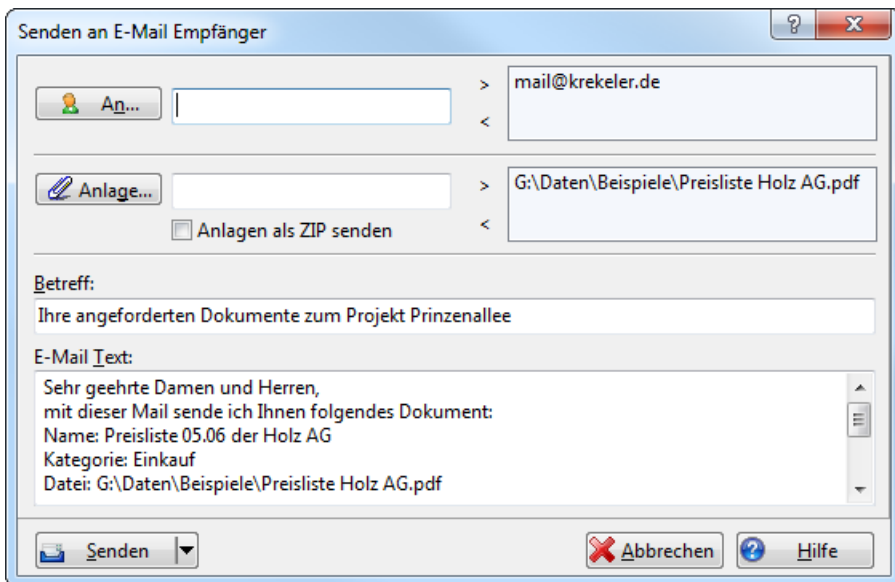 Senden an E-Mail Empfänger
An...
>
mail@krekeler.de
<
Anlage...
>
G:\Daten\Beispiele\Preisliste Holz AG.pdf
Anlagen als ZIP senden
<
Betreff:
Ihre angeforderten Dokumente zum Projekt Prinzenallee
E-Mail Text:
Sehr geehrte Damen und Herren,
mit dieser Mail sende ich Ihnen folgendes Dokument:
Name: Preisliste 05.06 der Holz AG
Kategorie: Einkauf
Datei: G:\Daten\Beispiele\Preisliste Holz AG.pdf
Senden
Abbrechen
Hilfe